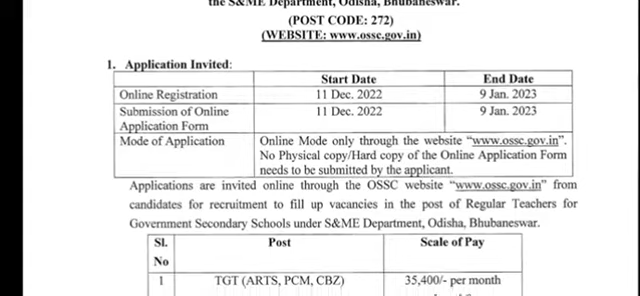 the S&ME Department, Odisha, Bhubaneswar.
(POST CODE: 272)
(WEBSITE: www.ossc.gov.in)
1. Application Invited:
Start Date End Date
Online Registration 11 Dec. 2022 9 Jan. 2023
Submission of Online 11 Dec. 2022 9 Jan. 2023
Application Form
Mode of Application Online Mode only through the website “www.ossc.gov.in”.
No Physical copy/Hard copy of the Online Application Form
needs to be submitted by the applicant.
Applications are invited online through the OSSC website “www.ossc.gov.in” from
candidates for recruitment to fill up vacancies in the post of Regular Teachers for
Government Secondary Schools under S&ME Department, Odisha, Bhubaneswar.
Sl. Post Scale of Pay
No
1 TGT (ARTS, PCM, CBZ) 35,400/- per month